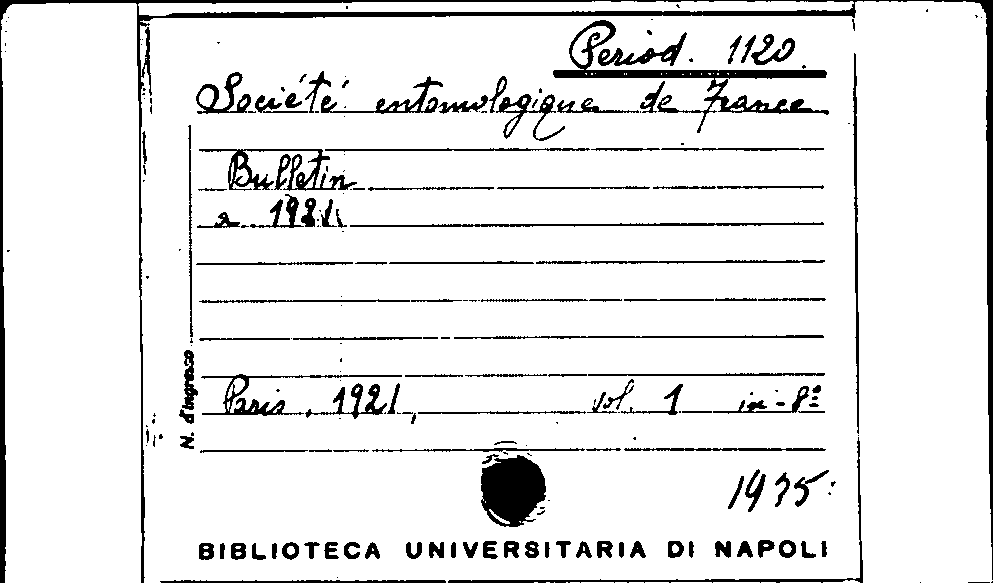 Period. 1120.
Société entomologique de France
Bulletin
a. 1921
N. d'ingresso
Paris, 1921, vol. 1 in-8º
1935
BIBLIOTECA UNIVERSITARIA DI NAPOLI